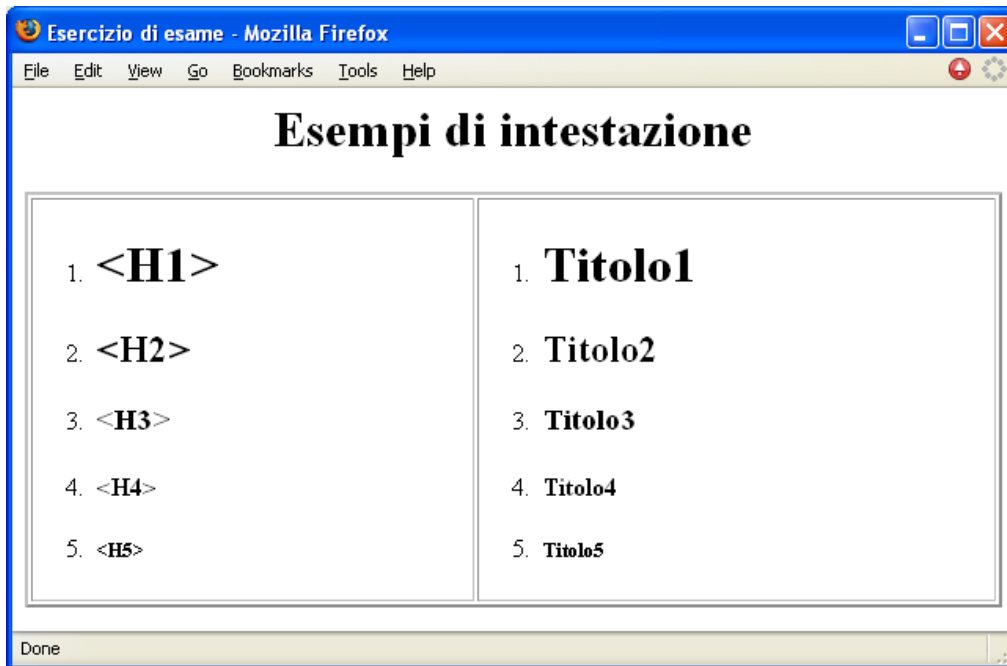 Esercizio di esame - Mozilla Firefox
File Edit View Go Bookmarks Tools Help
Esempi di intestazione
1. <H1>
2. <H2>
3. <H3>
4. <H4>
5. <H5>
1. Titolo1
2. Titolo2
3. Titolo3
4. Titolo4
5. Titolo5
Done